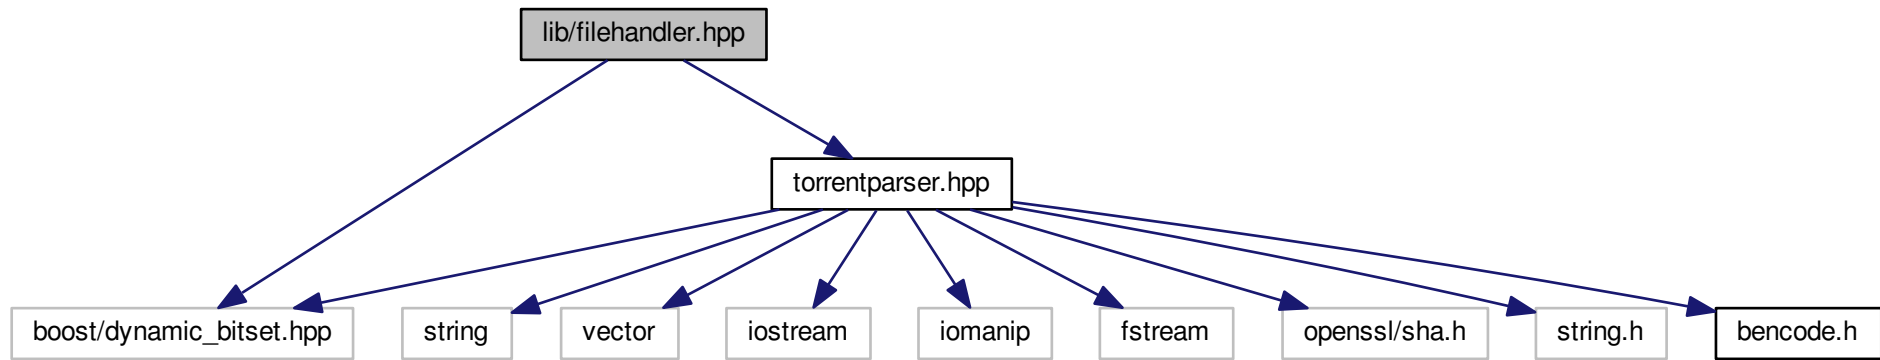 lib/filehandler.hpp
torrentparser.hpp
boost/dynamic_bitset.hpp
string
vector
iostream
iomanip
fstream
openssl/sha.h
string.h
bencode.h